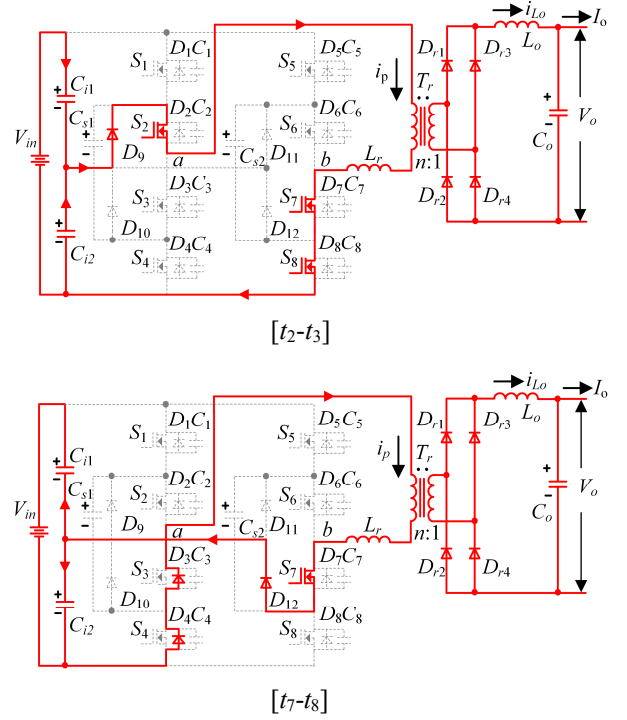 i_Lo I_o
D_1C_1 D_5C_5 D_r1 D_r3 L_o
S_1 S_5
C_i1 i_p T_r
C_s1 D_2C_2 D_6C_6
V_in S_2 S_6 C_o V_o
D_9 a C_s2 D_11 b L_r n:1
D_3C_3 D_7C_7
S_3 S_7 D_r2 D_r4
D_10 D_12
C_i2 D_4C_4 D_8C_8
S_4 S_8
[t_2-t_3]
i_Lo I_o
D_1C_1 D_5C_5 D_r1 D_r3 L_o
S_1 S_5
C_i1 i_p T_r
C_s1 D_2C_2 D_6C_6
V_in S_2 S_6 C_o V_o
D_9 a C_s2 D_11 b L_r n:1
D_3C_3 D_7C_7
S_3 S_7 D_r2 D_r4
D_10 D_12
C_i2 D_4C_4 D_8C_8
S_4 S_8
[t_7-t_8]